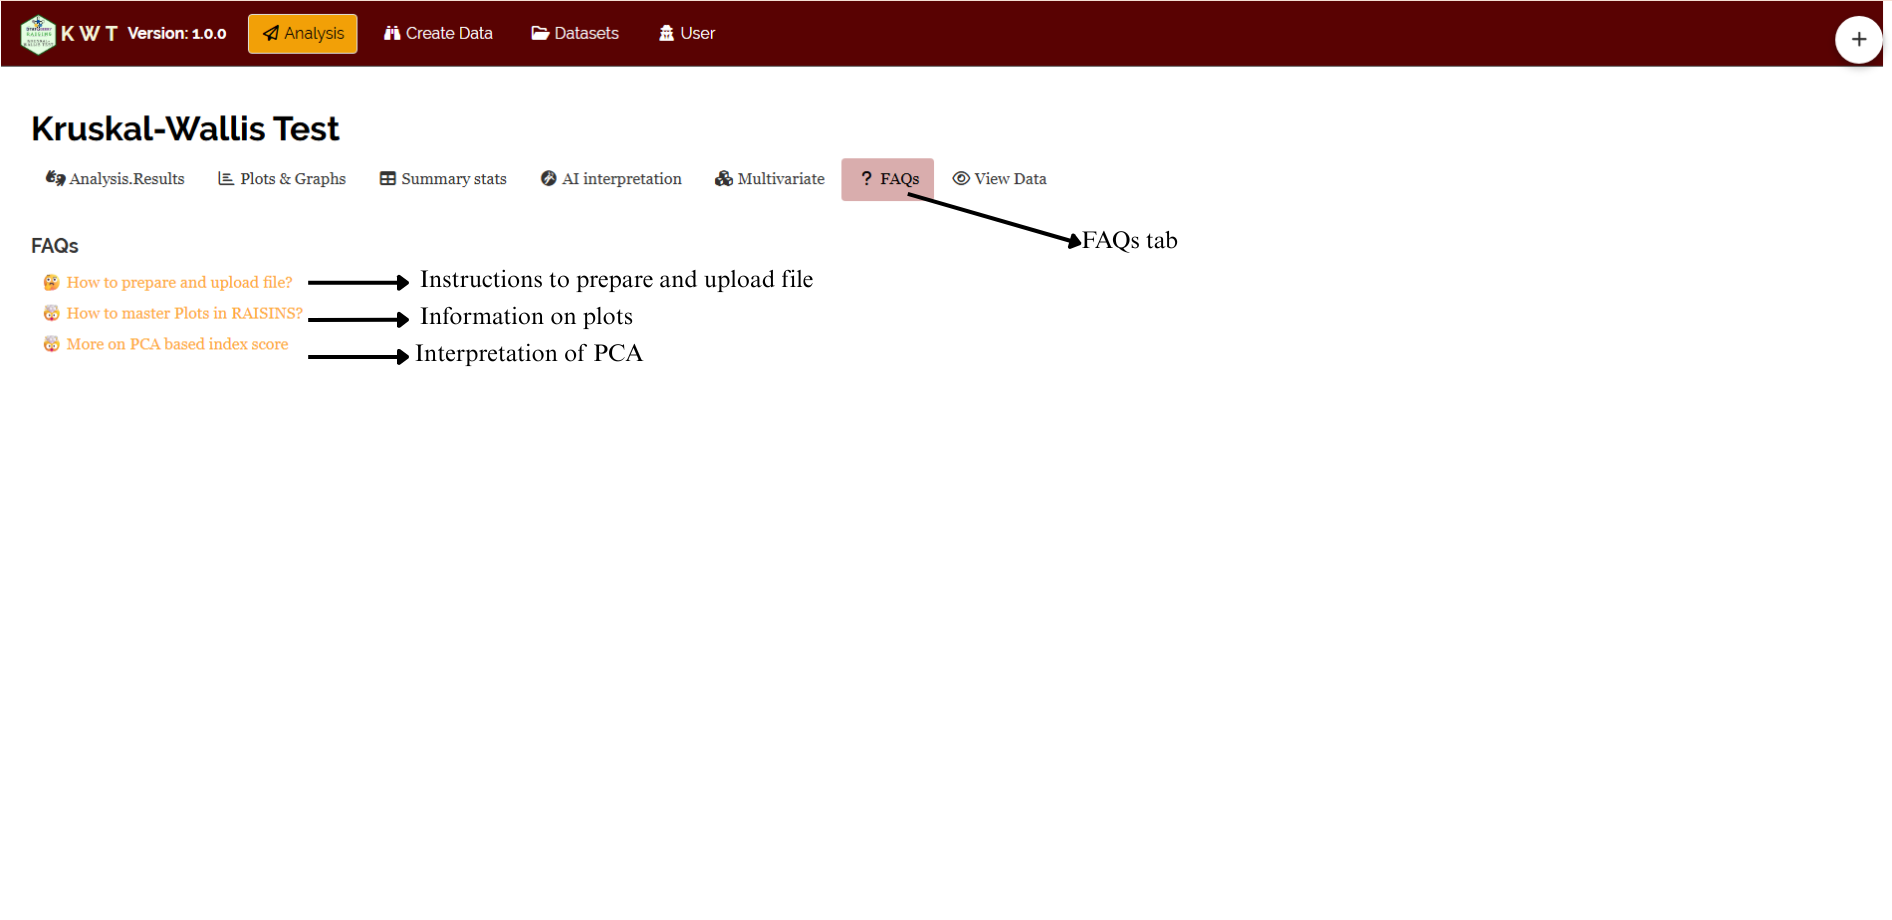 K W T Version: 1.0.0 Analysis Create Data Datasets User
Kruskal-Wallis Test
Analysis.Results Plots & Graphs Summary stats AI interpretation Multivariate ? FAQs View Data
FAQs tab
FAQs
How to prepare and upload file? Instructions to prepare and upload file
How to master Plots in RAISINS? Information on plots
More on PCA based index score Interpretation of PCA